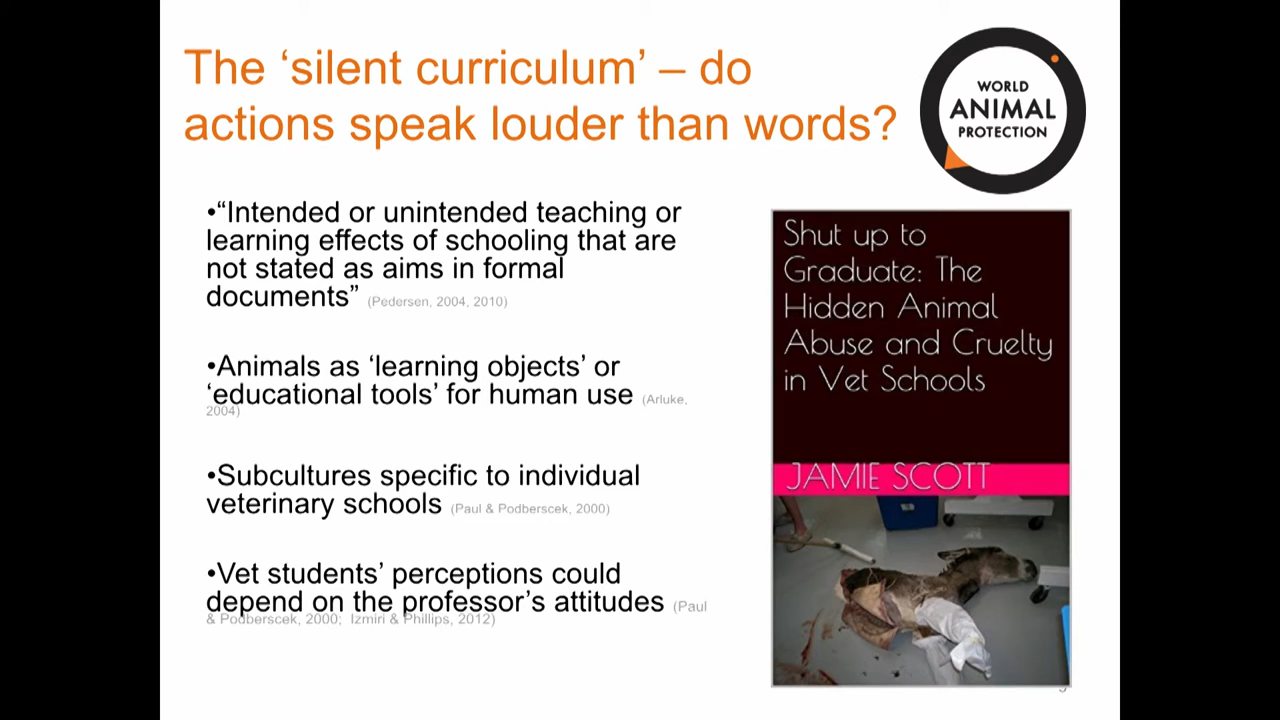 The ‘silent curriculum’ – do
actions speak louder than words?
WORLD
ANIMAL
PROTECTION
•“Intended or unintended teaching or
learning effects of schooling that are
not stated as aims in formal
documents” (Pedersen, 2004, 2010)
•Animals as ‘learning objects’ or
‘educational tools’ for human use (Arluke,
2004)
•Subcultures specific to individual
veterinary schools (Paul & Podberscek, 2000)
•Vet students’ perceptions could
depend on the professor’s attitudes (Paul
& Podberscek, 2000; Izmiri & Phillips, 2012)
Shut up to
Graduate: The
Hidden Animal
Abuse and Cruelty
in Vet Schools
JAMIE SCOTT